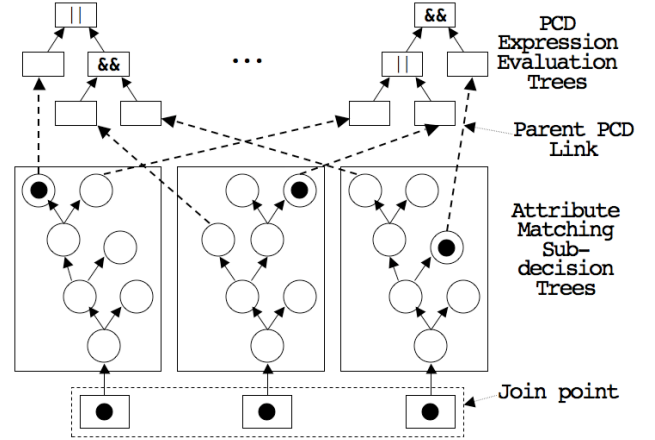 ||
&&
PCD
Expression
Evaluation
Trees
&&
...
||
Parent PCD
Link
Attribute
Matching
Sub-
decision
Trees
Join point